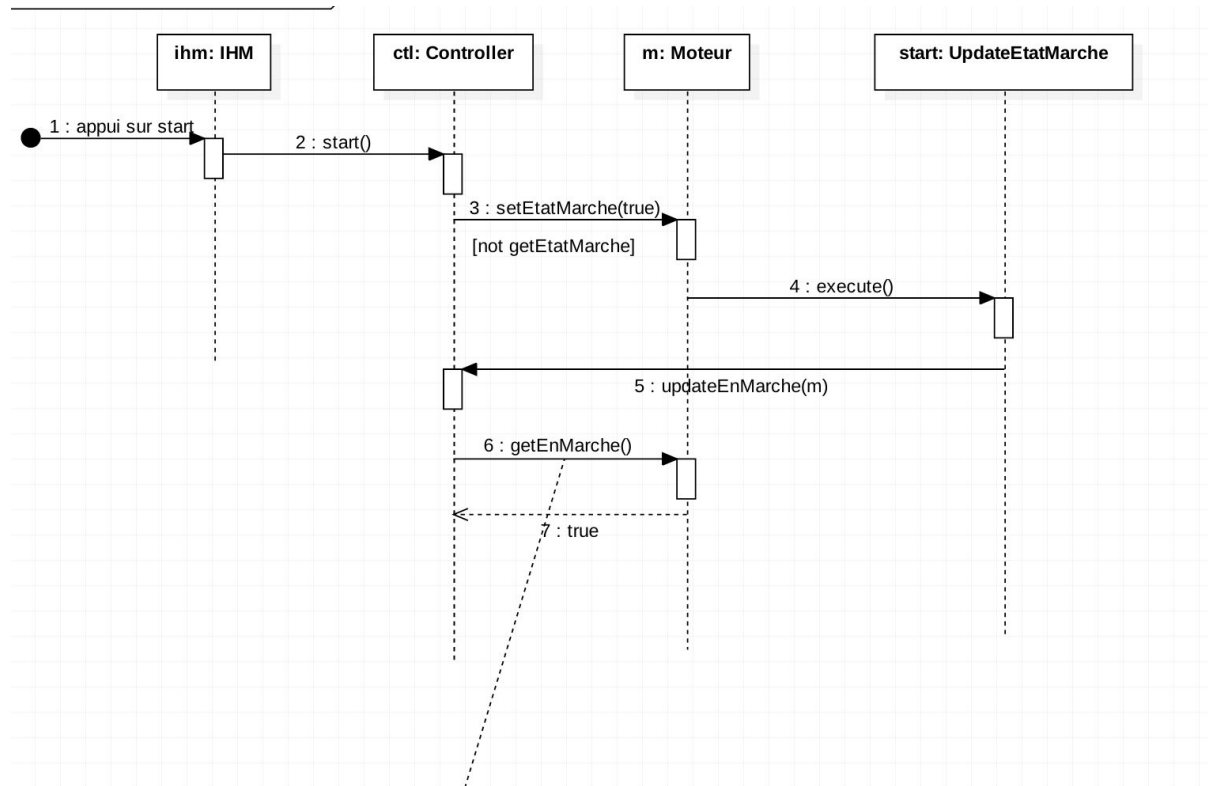 ihm: IHM
ctl: Controller
m: Moteur
start: UpdateEtatMarche
1 : appui sur start
2 : start()
3 : setEtatMarche(true)
[not getEtatMarche]
4 : execute()
5 : updateEnMarche(m)
6 : getEnMarche()
7 : true